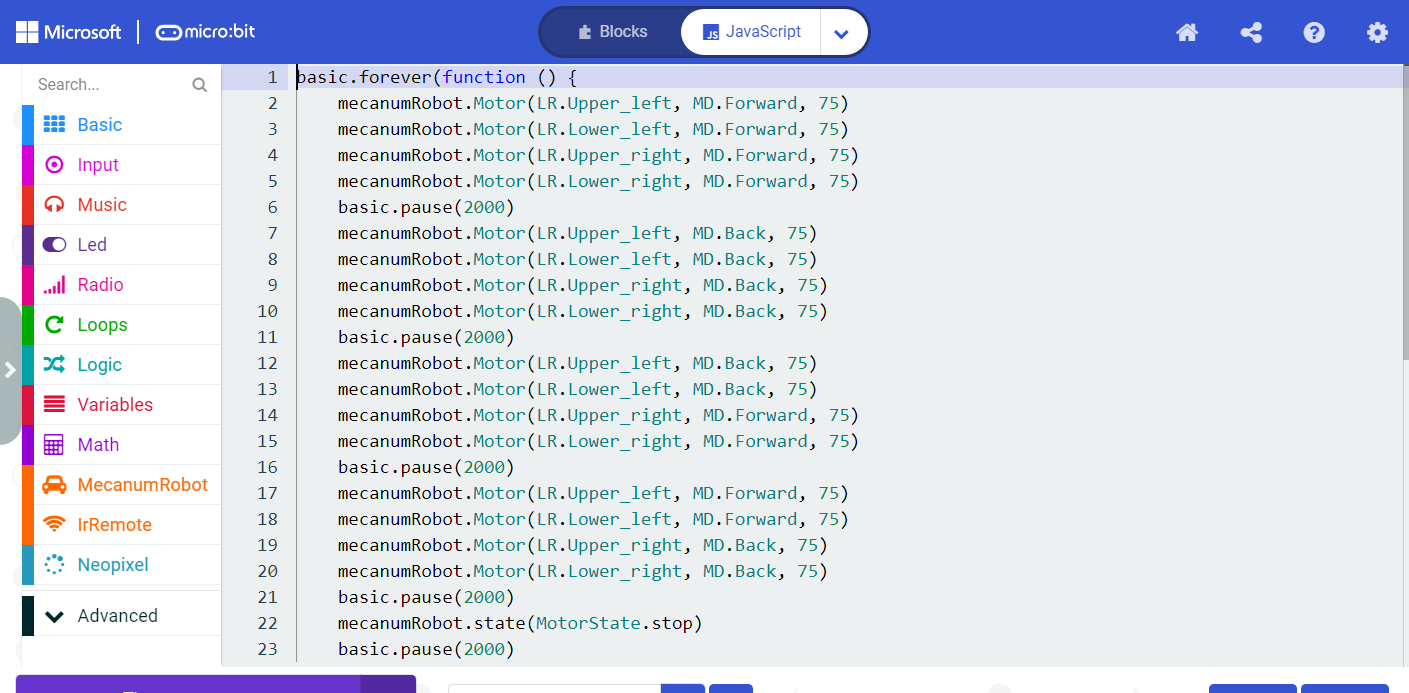 Microsoft | micro:bit
Blocks
JavaScript
Search...
Basic
Input
Music
Led
Radio
Loops
Logic
Variables
Math
MecanumRobot
IrRemote
Neopixel
Advanced
1 basic.forever(function () {
2 mecanumRobot.Motor(LR.Upper_left, MD.Forward, 75)
3 mecanumRobot.Motor(LR.Lower_left, MD.Forward, 75)
4 mecanumRobot.Motor(LR.Upper_right, MD.Forward, 75)
5 mecanumRobot.Motor(LR.Lower_right, MD.Forward, 75)
6 basic.pause(2000)
7 mecanumRobot.Motor(LR.Upper_left, MD.Back, 75)
8 mecanumRobot.Motor(LR.Lower_left, MD.Back, 75)
9 mecanumRobot.Motor(LR.Upper_right, MD.Back, 75)
10 mecanumRobot.Motor(LR.Lower_right, MD.Back, 75)
11 basic.pause(2000)
12 mecanumRobot.Motor(LR.Upper_left, MD.Back, 75)
13 mecanumRobot.Motor(LR.Lower_left, MD.Back, 75)
14 mecanumRobot.Motor(LR.Upper_right, MD.Forward, 75)
15 mecanumRobot.Motor(LR.Lower_right, MD.Forward, 75)
16 basic.pause(2000)
17 mecanumRobot.Motor(LR.Upper_left, MD.Forward, 75)
18 mecanumRobot.Motor(LR.Lower_left, MD.Forward, 75)
19 mecanumRobot.Motor(LR.Upper_right, MD.Back, 75)
20 mecanumRobot.Motor(LR.Lower_right, MD.Back, 75)
21 basic.pause(2000)
22 mecanumRobot.state(MotorState.stop)
23 basic.pause(2000)